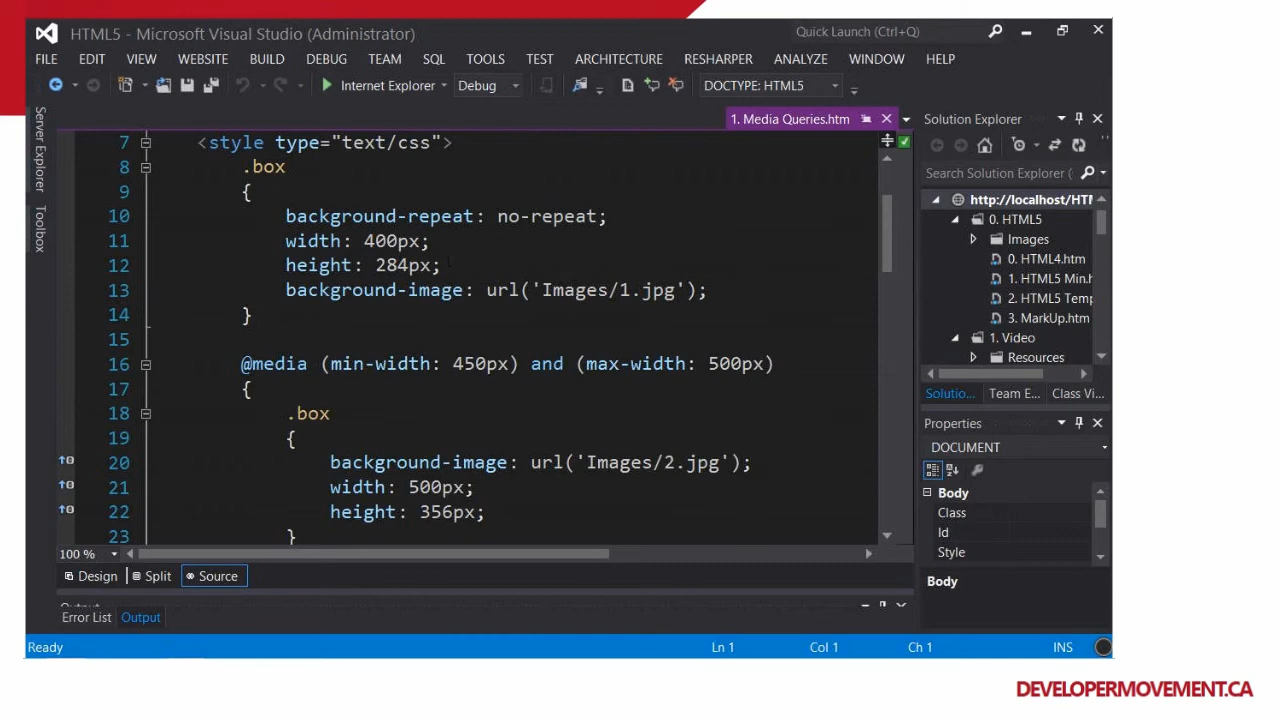 HTML5 - Microsoft Visual Studio (Administrator)
Quick Launch (Ctrl+Q)
FILE EDIT VIEW WEBSITE BUILD DEBUG TEAM SQL TOOLS TEST ARCHITECTURE RESHARPER ANALYZE WINDOW HELP
Internet Explorer Debug DOCTYPE: HTML5
Server Explorer
Toolbox
1. Media Queries.htm
7 <style type="text/css">
8 .box
9 {
10 background-repeat: no-repeat;
11 width: 400px;
12 height: 284px;
13 background-image: url('Images/1.jpg');
14 }
15
16 @media (min-width: 450px) and (max-width: 500px)
17 {
18 .box
19 {
20 background-image: url('Images/2.jpg');
21 width: 500px;
22 height: 356px;
23 }
100 %
Design Split Source
Error List Output
Solution Explorer
Search Solution Explorer (
http://localhost/HT
0. HTML5
Images
0. HTML4.htm
1. HTML5 Min.h
2. HTML5 Temp
3. MarkUp.htm
1. Video
Resources
Solutio... Team E... Class Vi...
Properties
DOCUMENT
Body
Class
Id
Style
Body
Ready Ln 1 Col 1 Ch 1 INS
DEVELOPERMOVEMENT.CA